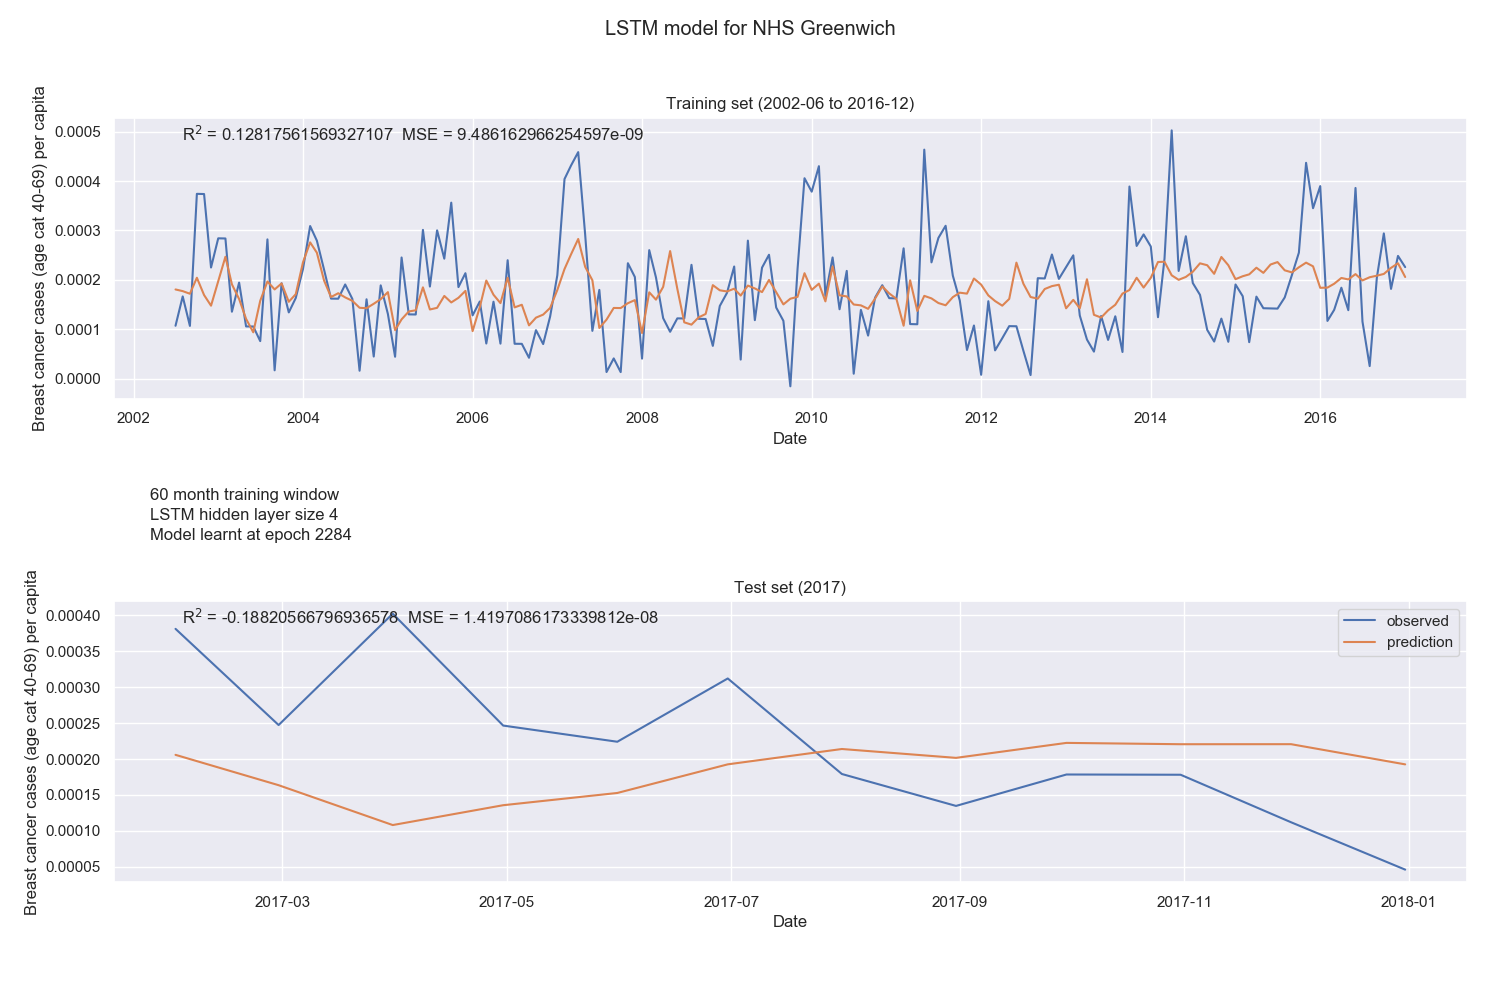 LSTM model for NHS Greenwich
Training set (2002-06 to 2016-12)
R² = 0.12817561569327107 MSE = 9.486162966254597e-09
Breast cancer cases (age cat 40-69) per capita
0.0005
0.0004
0.0003
0.0002
0.0001
0.0000
2002 2004 2006 2008 2010 2012 2014 2016
Date
60 month training window
LSTM hidden layer size 4
Model learnt at epoch 2284
Test set (2017)
R² = -0.18820566796936578 MSE = 1.4197086173339812e-08
observed
prediction
Breast cancer cases (age cat 40-69) per capita
0.00040
0.00035
0.00030
0.00025
0.00020
0.00015
0.00010
0.00005
2017-03 2017-05 2017-07 2017-09 2017-11 2018-01
Date